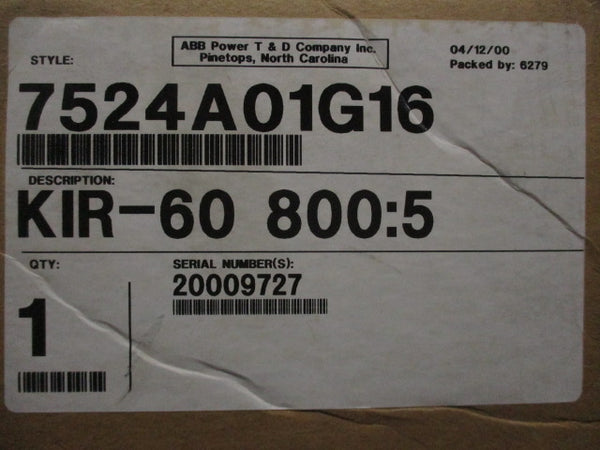 STYLE:
ABB Power T & D Company Inc.
Pinetops, North Carolina
04/12/00
Packed by: 6279
7524A01G16
DESCRIPTION:
KIR-60 800:5
QTY:
SERIAL NUMBER(S):
20009727
1